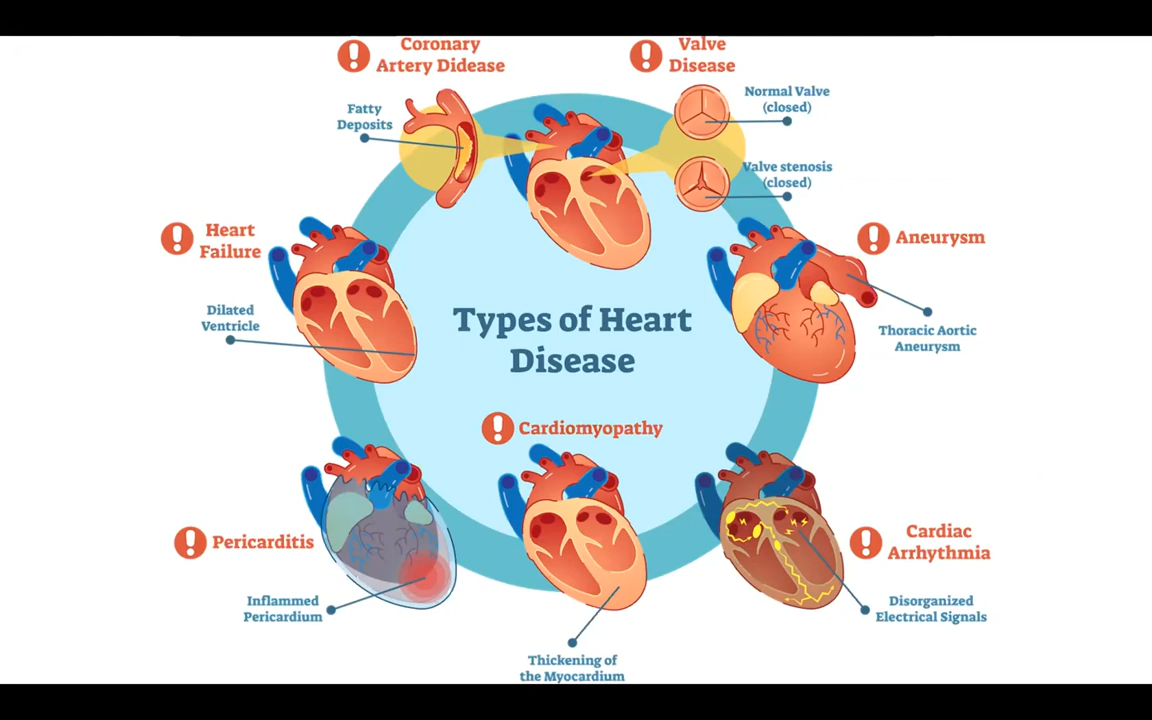 Coronary
Artery Didease
Fatty
Deposits
Valve
Disease
Normal Valve
(closed)
Valve stenosis
(closed)
Heart
Failure
Dilated
Ventricle
Aneurysm
Thoracic Aortic
Aneurysm
Types of Heart
Disease
Cardiomyopathy
Thickening of
the Myocardium
Pericarditis
Inflammed
Pericardium
Cardiac
Arrhythmia
Disorganized
Electrical Signals